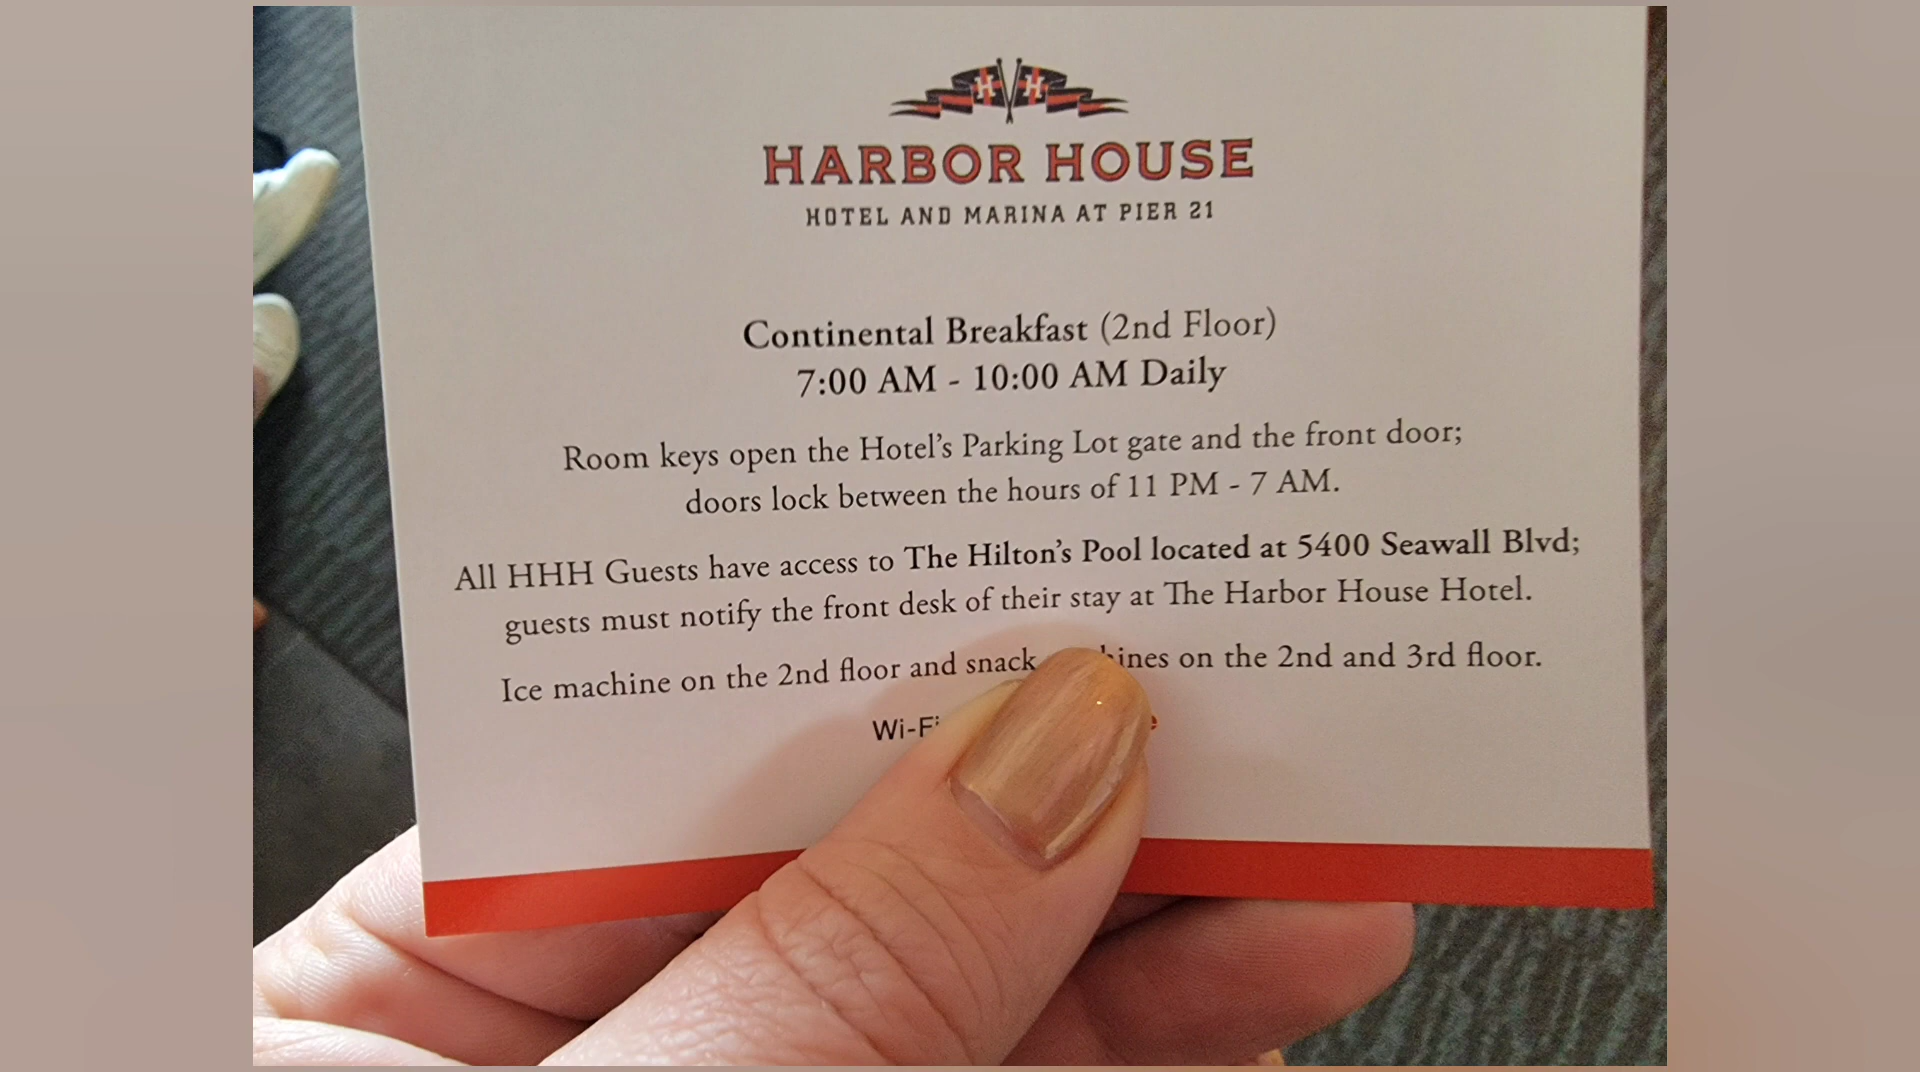 H H
HARBOR HOUSE
HOTEL AND MARINA AT PIER 21
Continental Breakfast (2nd Floor)
7:00 AM - 10:00 AM Daily
Room keys open the Hotel's Parking Lot gate and the front door;
doors lock between the hours of 11 PM - 7 AM.
All HHH Guests have access to The Hilton's Pool located at 5400 Seawall Blvd;
guests must notify the front desk of their stay at The Harbor House Hotel.
Ice machine on the 2nd floor and snack on the 2nd and 3rd floor.
Wi-Fi